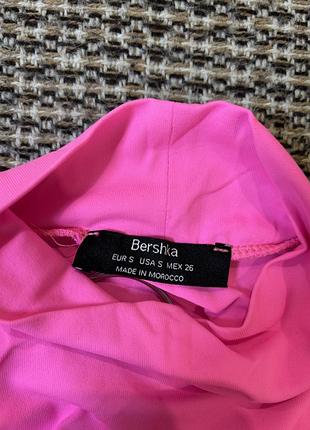 Bershka
EUR S USA S MEX 26
MADE IN MOROCCO